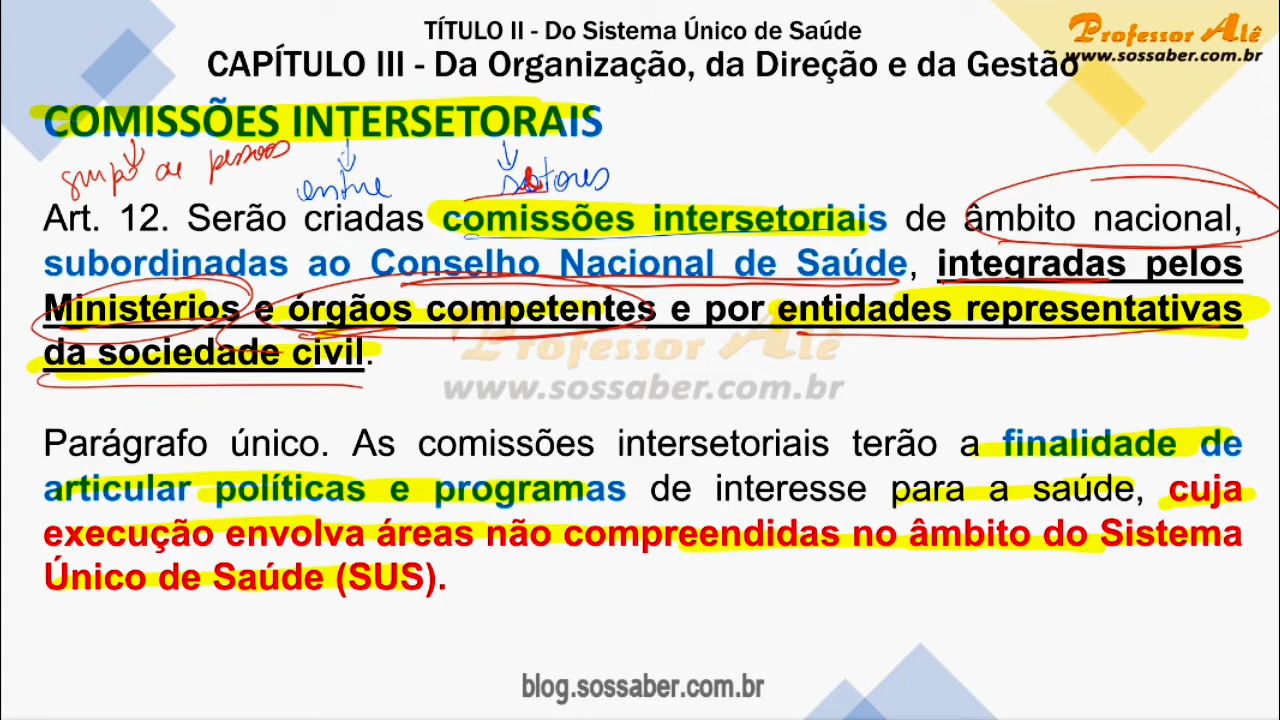 TÍTULO II - Do Sistema Único de Saúde
Professor Alê
CAPÍTULO III - Da Organização, da Direção e da Gestão
www.sossaber.com.br
COMISSÕES INTERSETORAIS
grupo de pessoas
entre
setores
Art. 12. Serão criadas comissões intersetoriais de âmbito nacional,
subordinadas ao Conselho Nacional de Saúde, integradas pelos
Ministérios e órgãos competentes e por entidades representativas
da sociedade civil.
Professor Alê
www.sossaber.com.br
Parágrafo único. As comissões intersetoriais terão a finalidade de
articular políticas e programas de interesse para a saúde, cuja
execução envolva áreas não compreendidas no âmbito do Sistema
Único de Saúde (SUS).
blog.sossaber.com.br